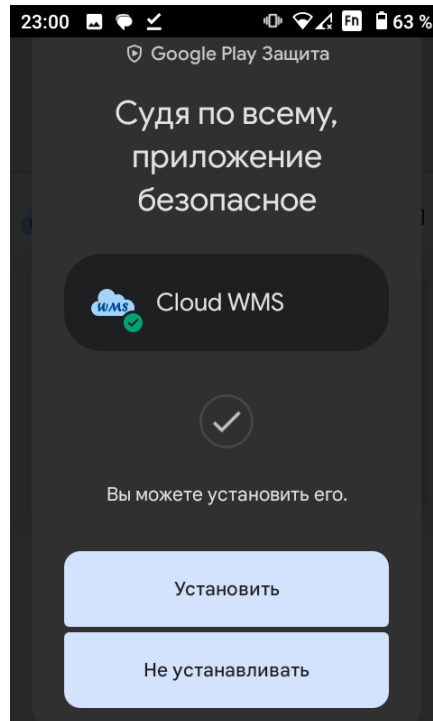 23:00 Fn 63 %
Google Play Защита
Судя по всему,
приложение
безопасное
WMS Cloud WMS
Вы можете установить его.
Установить
Не устанавливать